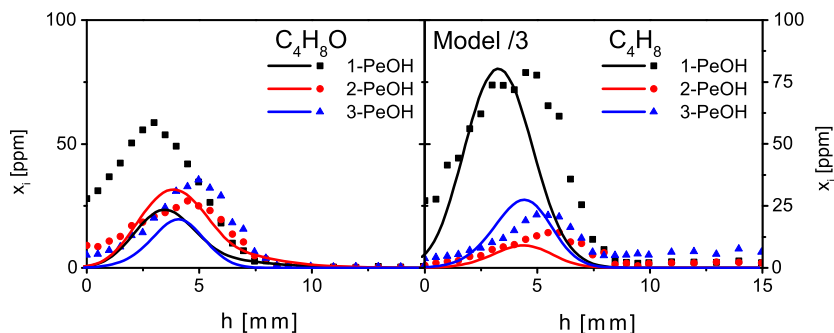 100
50
0
x_i [ppm]
C₄H₈O
1-PeOH
2-PeOH
3-PeOH
0
5
10
h [mm]
Model /3
C₄H₈
1-PeOH
2-PeOH
3-PeOH
0
5
10
15
h [mm]
100
75
50
25
0
x_i [ppm]